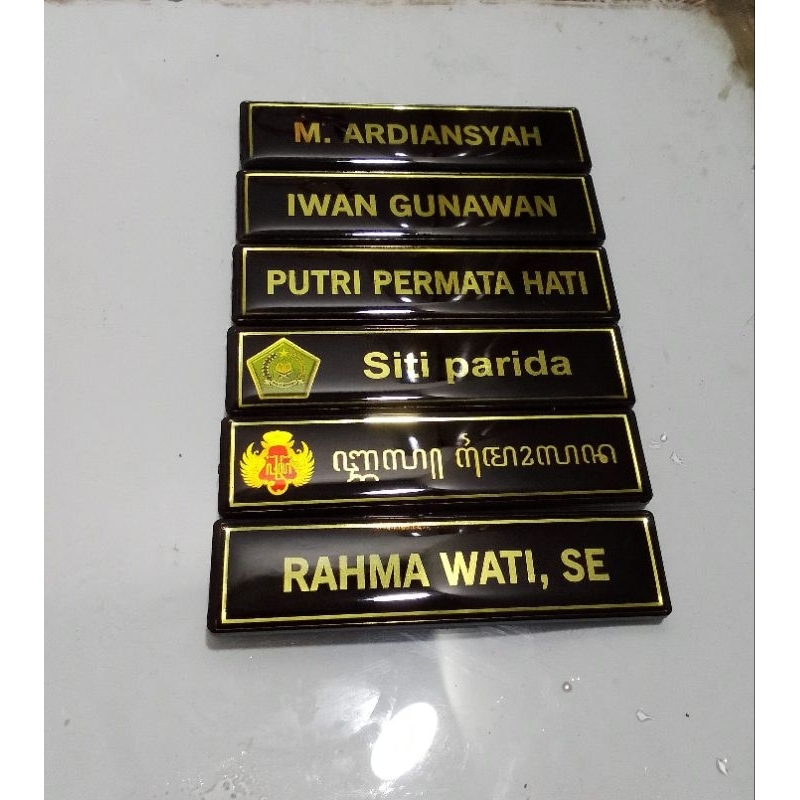 M. ARDIANSYAH
IWAN GUNAWAN
PUTRI PERMATA HATI
Siti parida
RAHMA WATI, SE